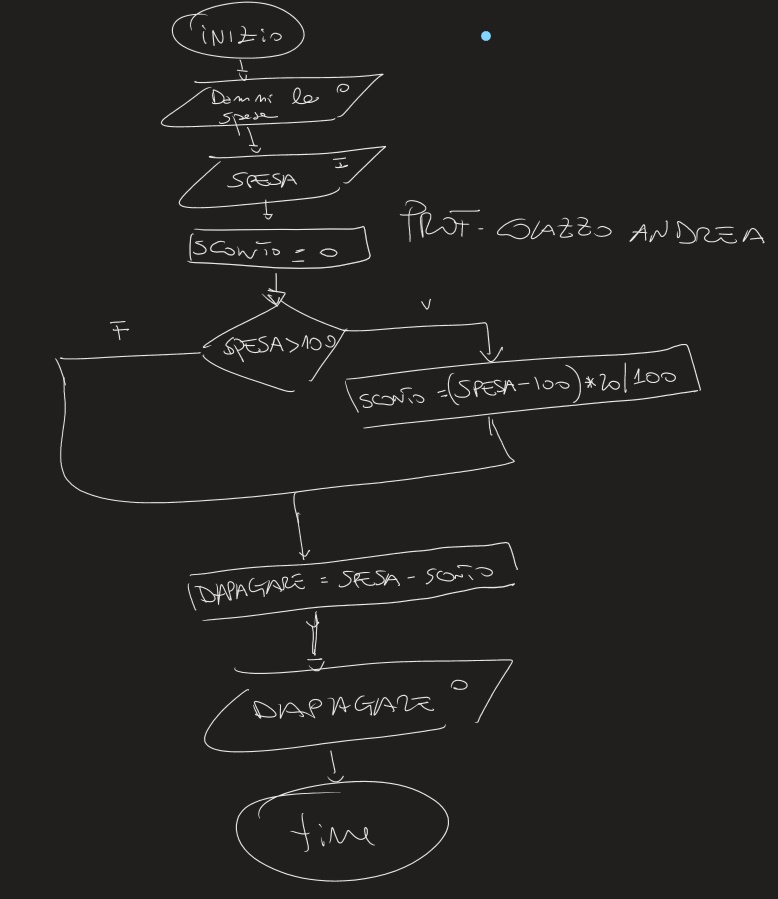 INIZIO
Dammi la O
spesa
SPESA I
SCONTO = 0
PROF. COLAZZO ANDREA
F
V
SPESA>100
SCONTO =(SPESA-100)*20/100
DAPAGARE = SPESA - SCONTO
DAPAGARE O
fine